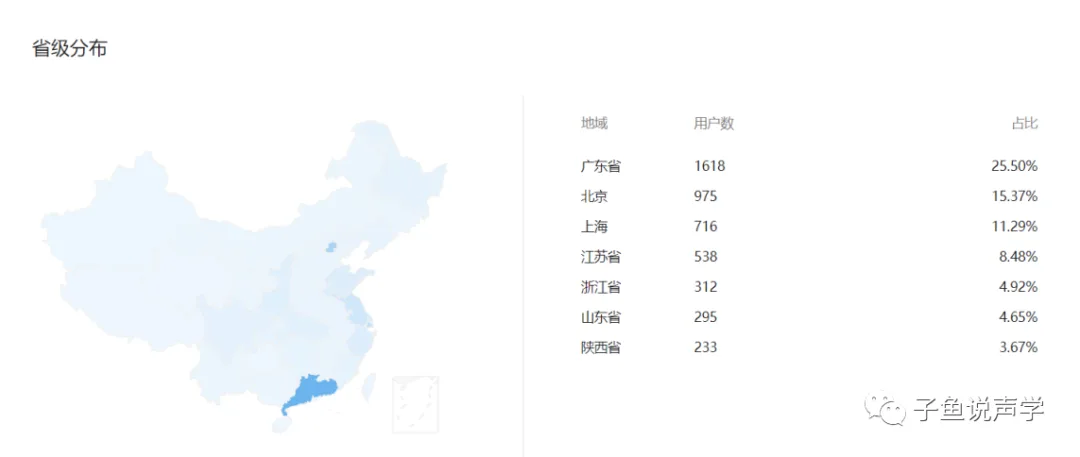 省级分布
地域 用户数 占比
广东省 1618 25.50%
北京 975 15.37%
上海 716 11.29%
江苏省 538 8.48%
浙江省 312 4.92%
山东省 295 4.65%
陕西省 233 3.67%
子鱼说声学